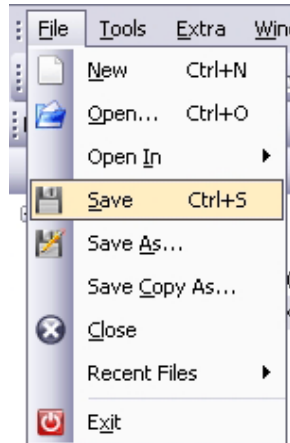 File Tools Extra
New Ctrl+N
Open... Ctrl+O
Open In
Save Ctrl+S
Save As...
Save Copy As...
Close
Recent Files
Exit